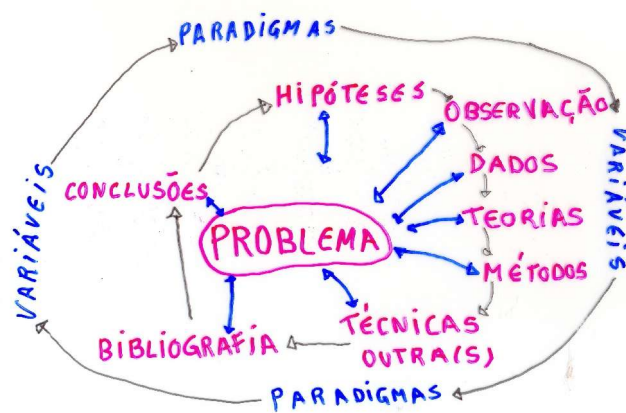 PARADIGMAS
HIPÓTESES
OBSERVAÇÃO
DADOS
VARIÁVEIS
CONCLUSÕES
TEORIAS
VARIÁVEIS
PROBLEMA
MÉTODOS
TÉCNICAS
OUTRA(S)
BIBLIOGRAFIA
PARADIGMAS